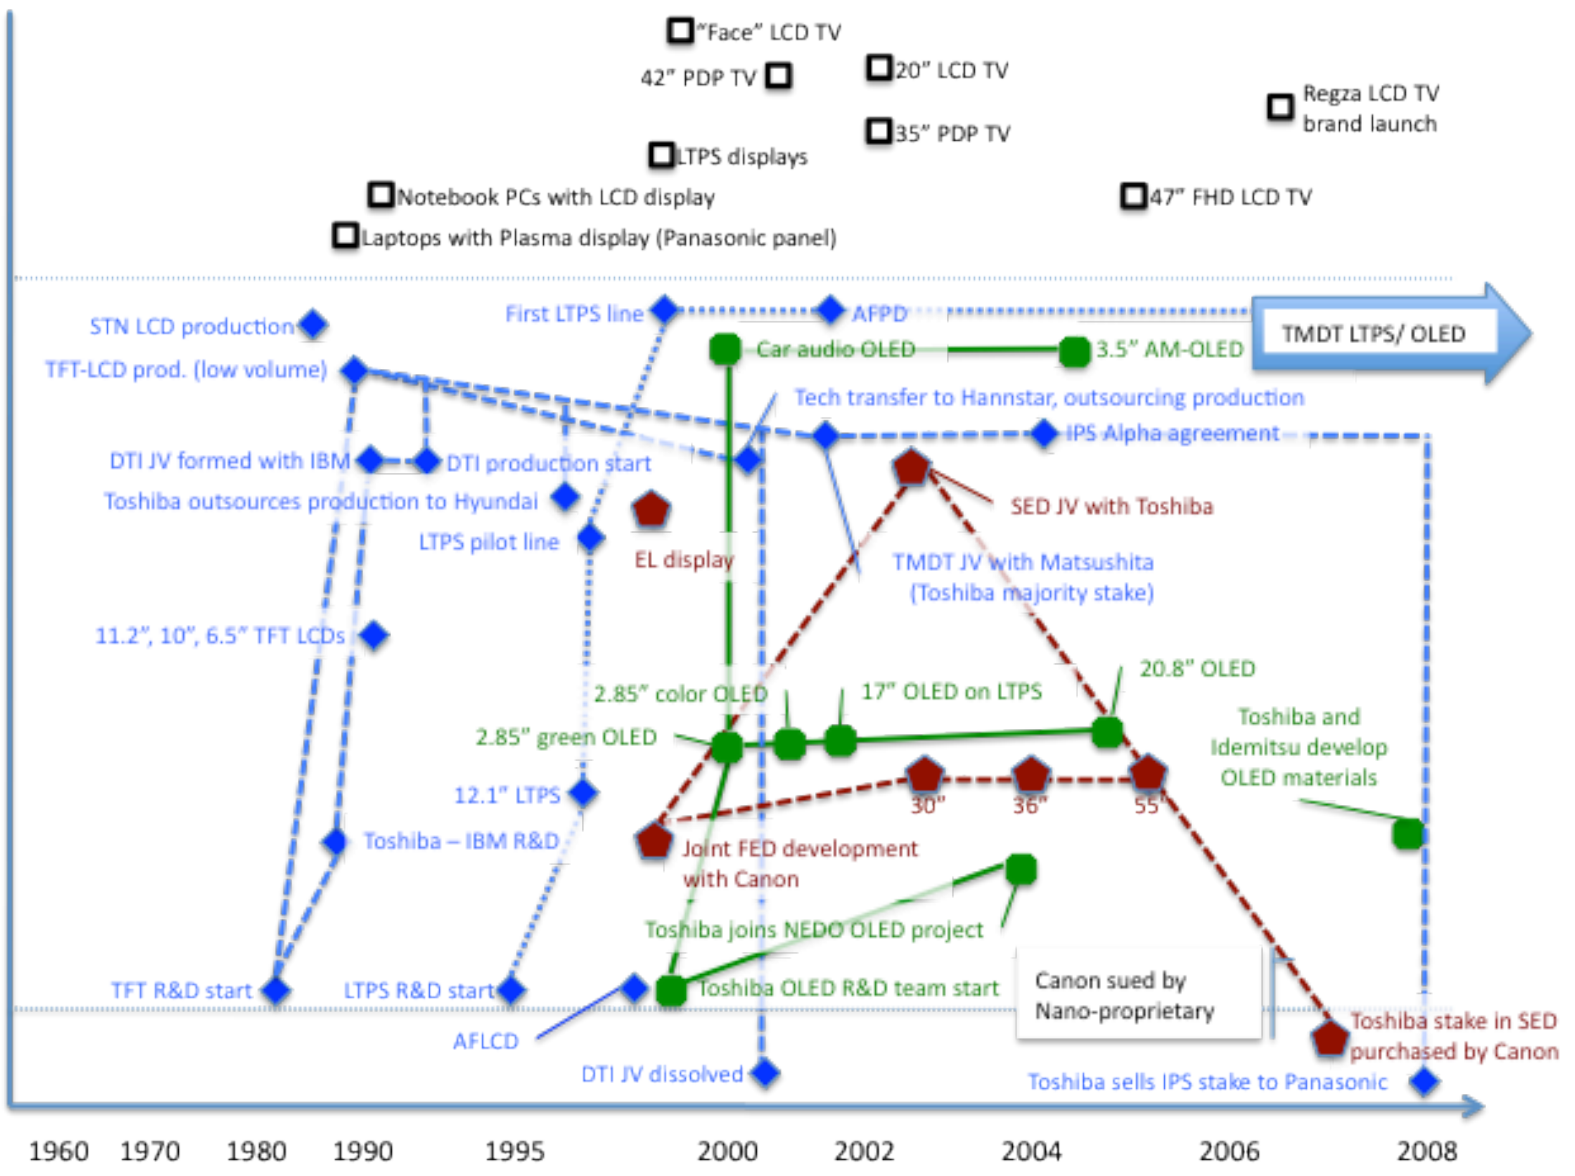 “Face” LCD TV
42” PDP TV
20” LCD TV
Regza LCD TV
brand launch
35” PDP TV
LTPS displays
Notebook PCs with LCD display
47” FHD LCD TV
Laptops with Plasma display (Panasonic panel)
First LTPS line
AFPD
STN LCD production
TMDT LTPS/ OLED
Car audio OLED
3.5” AM-OLED
TFT-LCD prod. (low volume)
Tech transfer to Hannstar, outsourcing production
IPS Alpha agreement
DTI JV formed with IBM
DTI production start
Toshiba outsources production to Hyundai
SED JV with Toshiba
LTPS pilot line
EL display
TMDT JV with Matsushita
(Toshiba majority stake)
11.2”, 10”, 6.5” TFT LCDs
20.8” OLED
2.85” color OLED
17” OLED on LTPS
Toshiba and
Idemitsu develop
OLED materials
2.85” green OLED
12.1” LTPS
30”
36”
55”
Toshiba – IBM R&D
Joint FED development
with Canon
Toshiba joins NEDO OLED project
TFT R&D start
LTPS R&D start
Toshiba OLED R&D team start
Canon sued by
Nano-proprietary
AFLCD
Toshiba stake in SED
purchased by Canon
DTI JV dissolved
Toshiba sells IPS stake to Panasonic
1960 1970 1980 1990 1995 2000 2002 2004 2006 2008